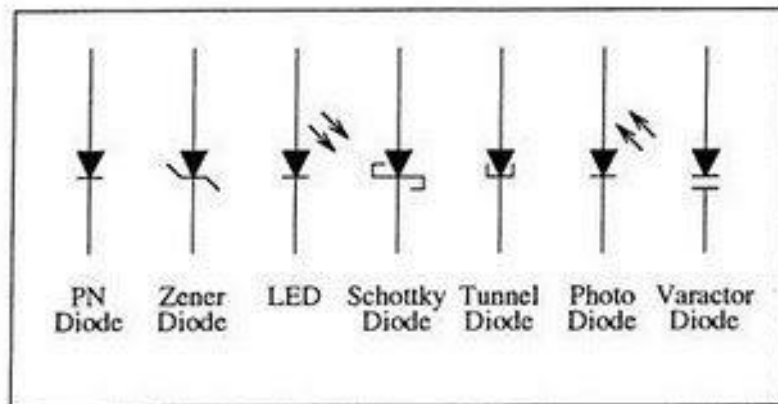 PN Diode
Zener Diode
LED
Schottky Diode
Tunnel Diode
Photo Diode
Varactor Diode